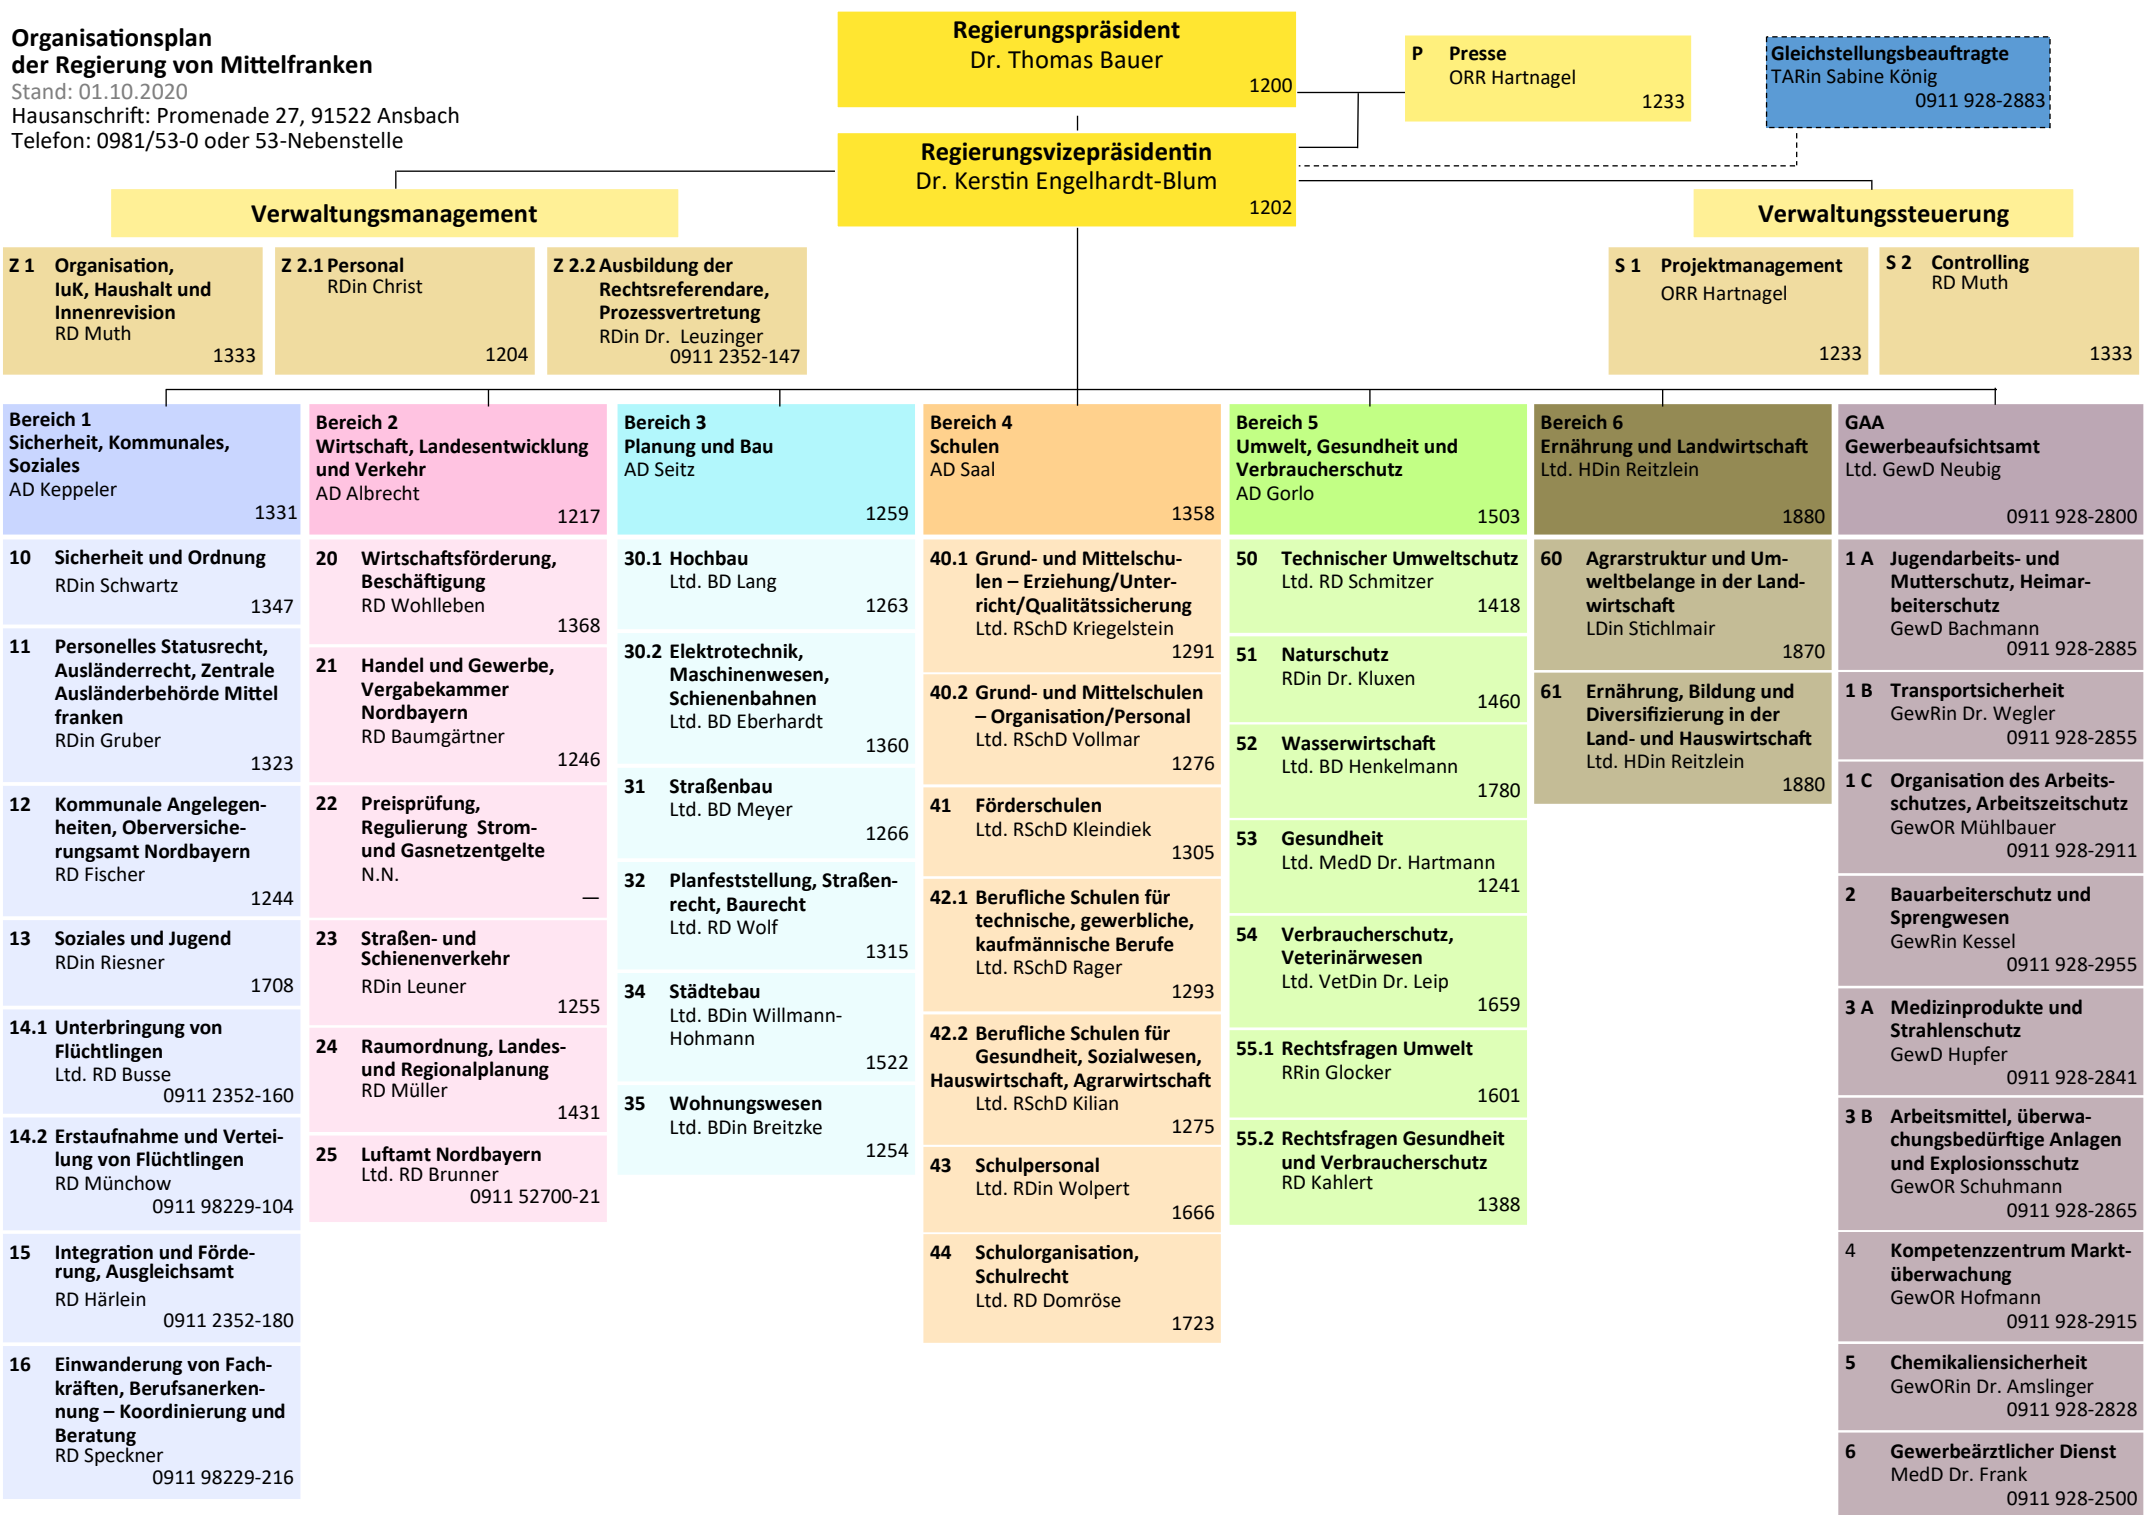 Organisationsplan
der Regierung von Mittelfranken
Stand: 01.10.2020
Hausanschrift: Promenade 27, 91522 Ansbach
Telefon: 0981/53-0 oder 53-Nebenstelle
Regierungspräsident
Dr. Thomas Bauer
1200
Regierungsvizepräsidentin
Dr. Kerstin Engelhardt-Blum
1202
P Presse
ORR Hartnagel
1233
Gleichstellungsbeauftragte
TARin Sabine König
0911 928-2883
Verwaltungsmanagement
Verwaltungssteuerung
Z 1 Organisation,
IuK, Haushalt und
Innenrevision
RD Muth
1333
Z 2.1 Personal
RDin Christ
1204
Z 2.2 Ausbildung der
Rechtsreferendare,
Prozessvertretung
RDin Dr. Leuzinger
0911 2352-147
S 1 Projektmanagement
ORR Hartnagel
1233
S 2 Controlling
RD Muth
1333
Bereich 1
Sicherheit, Kommunales,
Soziales
AD Keppeler
1331
10 Sicherheit und Ordnung
RDin Schwartz
1347
11 Personelles Statusrecht,
Ausländerrecht, Zentrale
Ausländerbehörde Mittel
franken
RDin Gruber
1323
12 Kommunale Angelegen-
heiten, Oberversiche-
rungsamt Nordbayern
RD Fischer
1244
13 Soziales und Jugend
RDin Riesner
1708
14.1 Unterbringung von
Flüchtlingen
Ltd. RD Busse
0911 2352-160
14.2 Erstaufnahme und Vertei-
lung von Flüchtlingen
RD Münchow
0911 98229-104
15 Integration und Förde-
rung, Ausgleichsamt
RD Härlein
0911 2352-180
16 Einwanderung von Fach-
kräften, Berufsanerken-
nung – Koordinierung und
Beratung
RD Speckner
0911 98229-216
Bereich 2
Wirtschaft, Landesentwicklung
und Verkehr
AD Albrecht
1217
20 Wirtschaftsförderung,
Beschäftigung
RD Wohlleben
1368
21 Handel und Gewerbe,
Vergabekammer
Nordbayern
RD Baumgärtner
1246
22 Preisprüfung,
Regulierung Strom-
und Gasnetzentgelte
N.N.
—
23 Straßen- und
Schienenverkehr
RDin Leuner
1255
24 Raumordnung, Landes-
und Regionalplanung
RD Müller
1431
25 Luftamt Nordbayern
Ltd. RD Brunner
0911 52700-21
Bereich 3
Planung und Bau
AD Seitz
1259
30.1 Hochbau
Ltd. BD Lang
1263
30.2 Elektrotechnik,
Maschinenwesen,
Schienenbahnen
Ltd. BD Eberhardt
1360
31 Straßenbau
Ltd. BD Meyer
1266
32 Planfeststellung, Straßen-
recht, Baurecht
Ltd. RD Wolf
1315
34 Städtebau
Ltd. BDin Willmann-
Hohmann
1522
35 Wohnungswesen
Ltd. BDin Breitzke
1254
Bereich 4
Schulen
AD Saal
1358
40.1 Grund- und Mittelschu-
len – Erziehung/Unter-
richt/Qualitätssicherung
Ltd. RSchD Kriegelstein
1291
40.2 Grund- und Mittelschulen
– Organisation/Personal
Ltd. RSchD Vollmar
1276
41 Förderschulen
Ltd. RSchD Kleindiek
1305
42.1 Berufliche Schulen für
technische, gewerbliche,
kaufmännische Berufe
Ltd. RSchD Rager
1293
42.2 Berufliche Schulen für
Gesundheit, Sozialwesen,
Hauswirtschaft, Agrarwirtschaft
Ltd. RSchD Kilian
1275
43 Schulpersonal
Ltd. RDin Wolpert
1666
44 Schulorganisation,
Schulrecht
Ltd. RD Domröse
1723
Bereich 5
Umwelt, Gesundheit und
Verbraucherschutz
AD Gorlo
1503
50 Technischer Umweltschutz
Ltd. RD Schmitzer
1418
51 Naturschutz
RDin Dr. Kluxen
1460
52 Wasserwirtschaft
Ltd. BD Henkelmann
1780
53 Gesundheit
Ltd. MedD Dr. Hartmann
1241
54 Verbraucherschutz,
Veterinärwesen
Ltd. VetDin Dr. Leip
1659
55.1 Rechtsfragen Umwelt
RRin Glocker
1601
55.2 Rechtsfragen Gesundheit
und Verbraucherschutz
RD Kahlert
1388
Bereich 6
Ernährung und Landwirtschaft
Ltd. HDin Reitzlein
1880
60 Agrarstruktur und Um-
weltbelange in der Land-
wirtschaft
LDin Stichlmair
1870
61 Ernährung, Bildung und
Diversifizierung in der
Land- und Hauswirtschaft
Ltd. HDin Reitzlein
1880
GAA
Gewerbeaufsichtsamt
Ltd. GewD Neubig
0911 928-2800
1 A Jugendarbeits- und
Mutterschutz, Heimar-
beiterschutz
GewD Bachmann
0911 928-2885
1 B Transportsicherheit
GewRin Dr. Wegler
0911 928-2855
1 C Organisation des Arbeits-
schutzes, Arbeitszeitschutz
GewOR Mühlbauer
0911 928-2911
2 Bauarbeiterschutz und
Sprengwesen
GewRin Kessel
0911 928-2955
3 A Medizinprodukte und
Strahlenschutz
GewD Hupfer
0911 928-2841
3 B Arbeitsmittel, überwa-
chungsbedürftige Anlagen
und Explosionsschutz
GewOR Schuhmann
0911 928-2865
4 Kompetenzzentrum Markt-
überwachung
GewOR Hofmann
0911 928-2915
5 Chemikaliensicherheit
GewORin Dr. Amslinger
0911 928-2828
6 Gewerbeärztlicher Dienst
MedD Dr. Frank
0911 928-2500